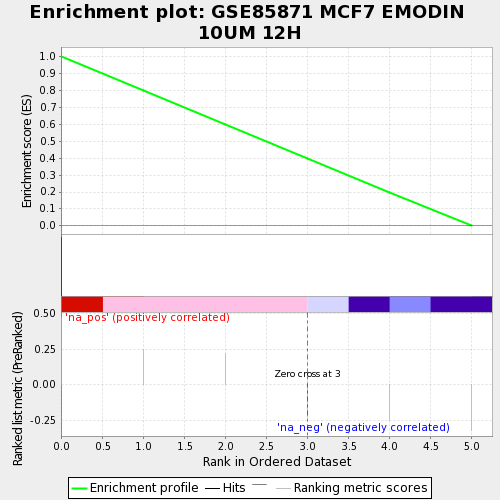 Enrichment plot: GSE85871 MCF7 EMODIN
10UM 12H
Enrichment score (ES)
1.0
0.9
0.8
0.7
0.6
0.5
0.4
0.3
0.2
0.1
0.0
Ranked list metric (PreRanked)
0.50
0.25
0.00
-0.25
'na_pos' (positively correlated)
Zero cross at 3
'na_neg' (negatively correlated)
0.0 0.5 1.0 1.5 2.0 2.5 3.0 3.5 4.0 4.5 5.0
Rank in Ordered Dataset
Enrichment profile Hits Ranking metric scores